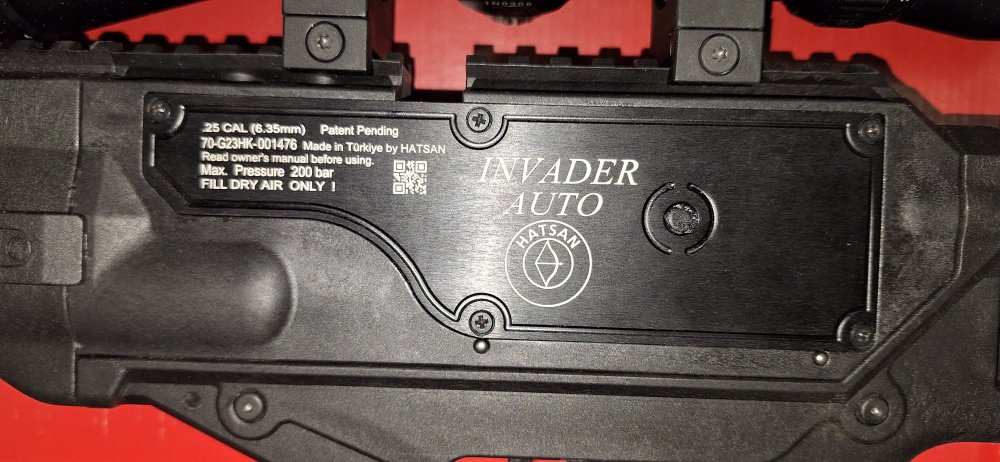 1N0306
.25 CAL (6.35mm) Patent Pending
70-G23HK-001476 Made in Türkiye by HATSAN
Read owner's manual before using.
Max. Pressure 200 bar
FILL DRY AIR ONLY !
INVADER
AUTO
HATSAN